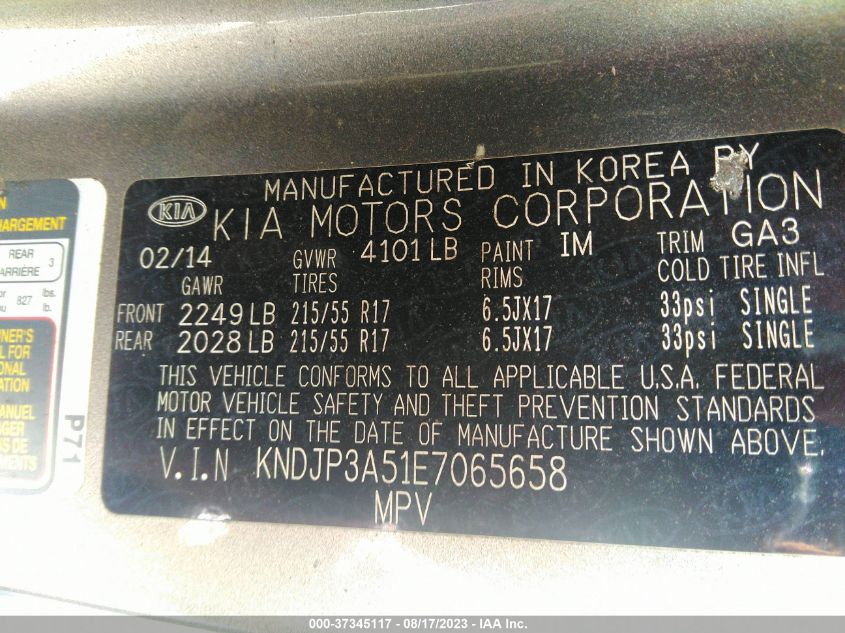 MANUFACTURED IN KOREA BY
KIA KIA MOTORS CORPORATION
02/14 GVWR 4101 LB PAINT IM TRIM GA3
GAWR TIRES RIMS COLD TIRE INFL
FRONT 2249 LB 215/55 R17 6.5JX17 33psi SINGLE
REAR 2028 LB 215/55 R17 6.5JX17 33psi SINGLE
THIS VEHICLE CONFORMS TO ALL APPLICABLE U.S.A. FEDERAL
MOTOR VEHICLE SAFETY AND THEFT PREVENTION STANDARDS
IN EFFECT ON THE DATE OF MANUFACTURE SHOWN ABOVE.
V.I.N KNDJP3A51E7065658
MPV
REAR
3
827 lbs.
lb.
P71
000-37345117 - 08/17/2023 - IAA Inc.